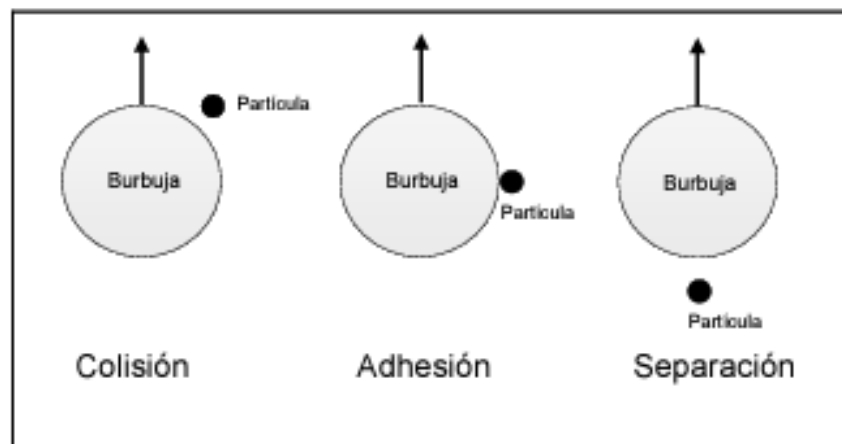 Burbuja
Partícula
Colisión
Burbuja
Partícula
Adhesión
Burbuja
Partícula
Separación